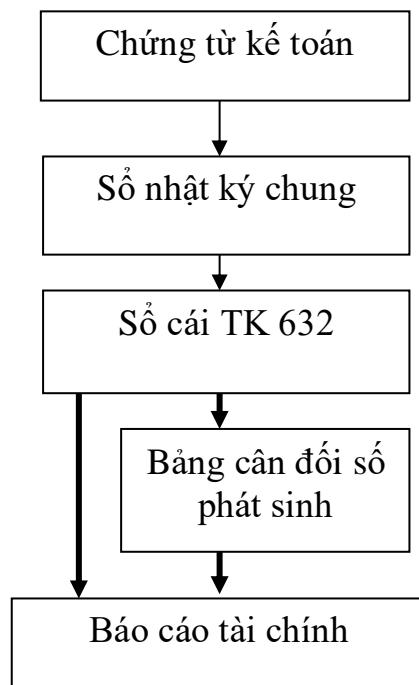 Chứng từ kế toán
Sổ nhật ký chung
Sổ cái TK 632
Bảng cân đối số
phát sinh
Báo cáo tài chính